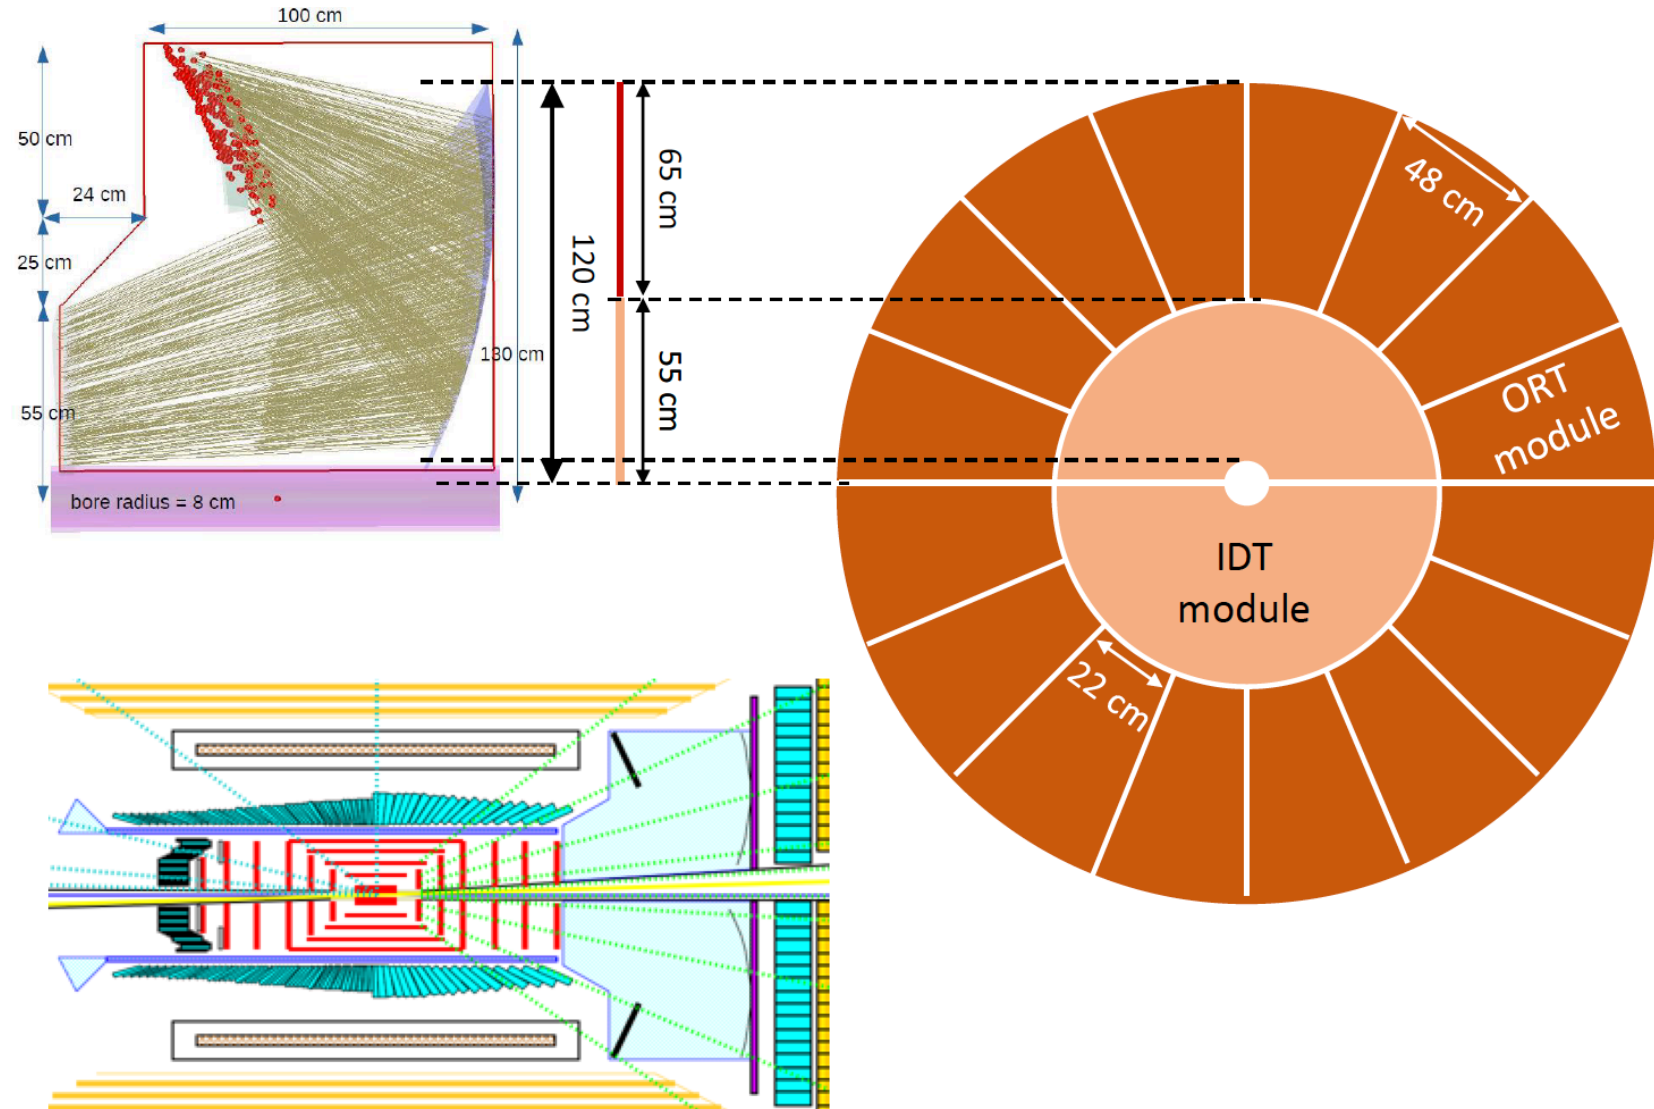 100 cm
50 cm
24 cm
25 cm
55 cm
130 cm
bore radius = 8 cm
120 cm
65 cm
55 cm
48 cm
ORT
module
IDT
module
22 cm